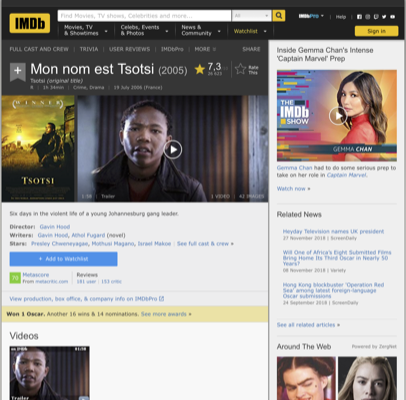 IMDb
Find Movies, TV shows, Celebrities and more...
All
IMDbPro
Help
Movies, TV
& Showtimes
Celebs, Events
& Photos
News &
Community
Watchlist
Sign in
FULL CAST AND CREW | TRIVIA | USER REVIEWS | IMDbPro | MORE
SHARE
Mon nom est Tsotsi (2005)
7,3
Rate
This
Tsotsi (original title)
R | 1h 34min | Crime, Drama | 19 July 2006 (France)
WINNER
TSOTSI
1:38 | Trailer
1 VIDEO | 42 IMAGES
Six days in the violent life of a young Johannesburg gang leader.
Director: Gavin Hood
Writers: Gavin Hood, Athol Fugard (novel)
Stars: Presley Chweneyagae, Mothusi Magano, Israel Makoe | See full cast & crew »
+ Add to Watchlist
Metascore
From metacritic.com
Reviews
181 user | 153 critic
View production, box office, & company info on IMDbPro
Won 1 Oscar. Another 16 wins & 14 nominations. See more awards »
Videos
Trailer
Inside Gemma Chan's Intense
'Captain Marvel' Prep
THE
IMDb
SHOW
GEMMA CHAN
Gemma Chan had to do some serious prep to
take on her role in Captain Marvel.
Watch now »
Related News
Heyday Television names UK president
27 November 2018 | ScreenDaily
Will One of Africa's Eight Submitted Films
Bring Home Its Third Oscar in Nearly 50
Years?
08 November 2018 | Variety
Hong Kong blockbuster 'Operation Red
Sea' among latest foreign-language
Oscar submissions
24 September 2018 | ScreenDaily
See all related articles »
Around The Web
Powered by ZergNet